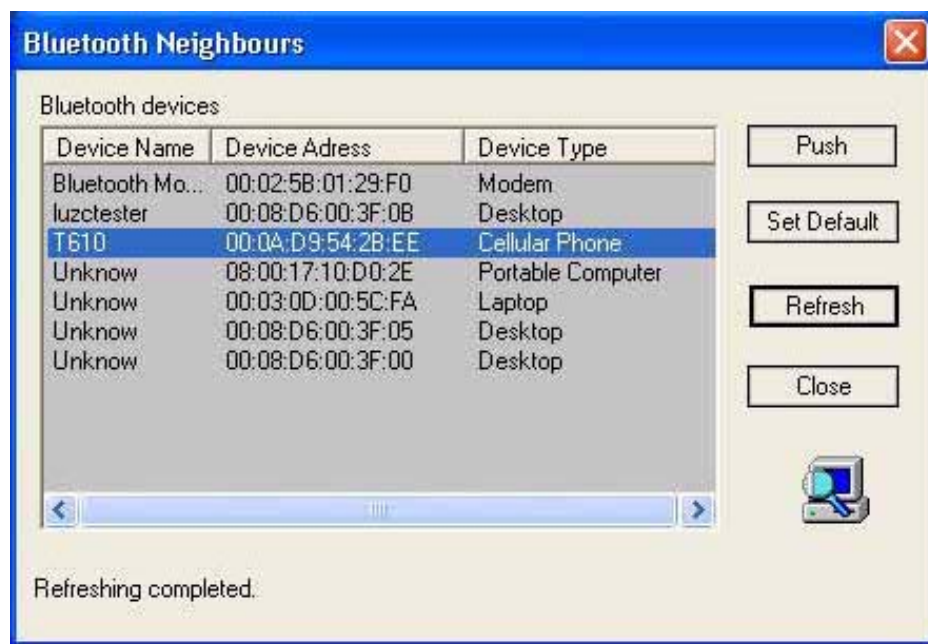 Bluetooth Neighbours
Bluetooth devices
Device Name Device Adress Device Type
Bluetooth Mo... 00:02:5B:01:29:F0 Modem
luzctester 00:08:D6:00:3F:0B Desktop
T610 00:0A:D9:54:2B:EE Cellular Phone
Unknow 08:00:17:10:D0:2E Portable Computer
Unknow 00:03:0D:00:5C:FA Laptop
Unknow 00:08:D6:00:3F:05 Desktop
Unknow 00:08:D6:00:3F:00 Desktop
Push
Set Default
Refresh
Close
Refreshing completed.